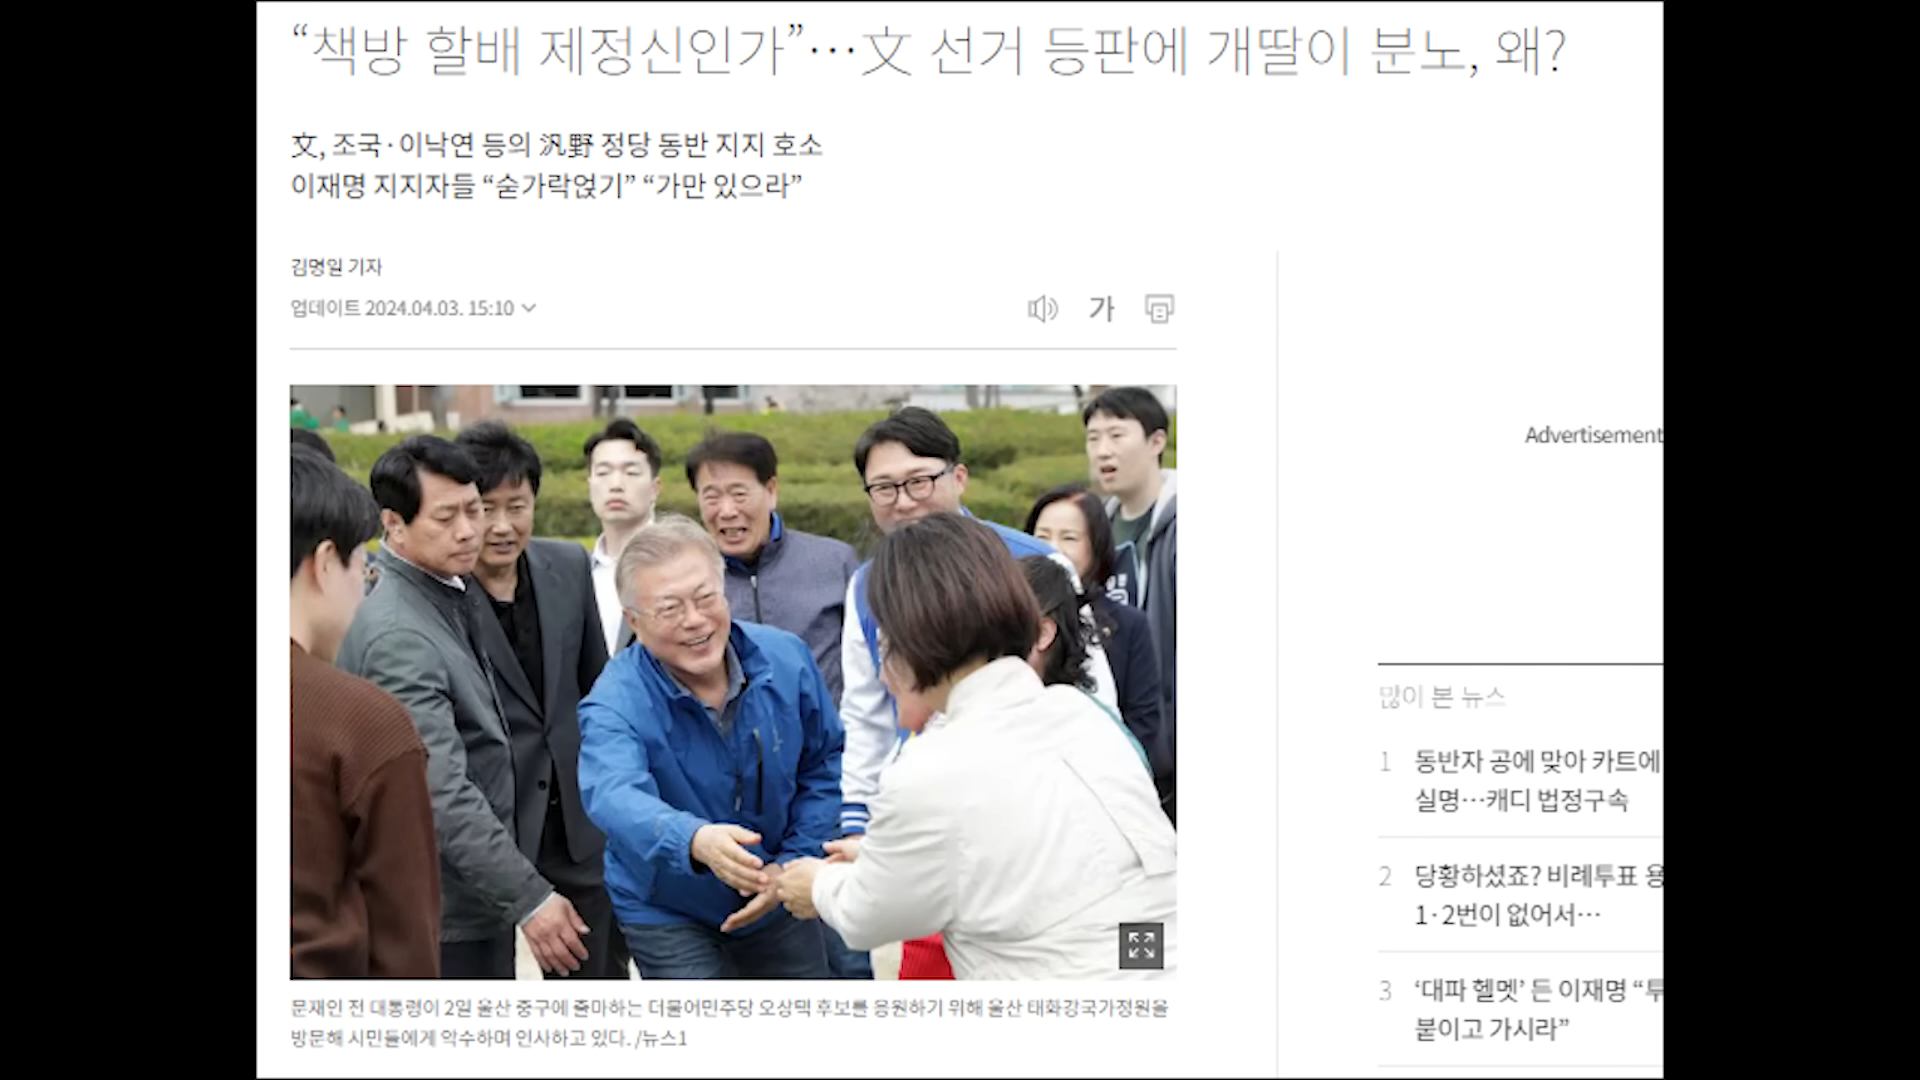 “책방 할배 제정신인가”…文 선거 등판에 개딸이 분노, 왜?
文, 조국·이낙연 등의 汎野 정당 동반 지지 호소
이재명 지지자들 “숟가락얹기” “가만 있으라”
김명일 기자
업데이트 2024.04.03. 15:10
가
문재인 전 대통령이 2일 울산 중구에 출마하는 더불어민주당 오상택 후보를 응원하기 위해 울산 태화강국가정원을
방문해 시민들에게 악수하며 인사하고 있다. /뉴스1
Advertisement
많이 본 뉴스
1 동반자 공에 맞아 카트에
실명…캐디 법정구속
2 당황하셨죠? 비례투표 용
1·2번이 없어서…
3 ‘대파 헬멧’ 든 이재명 “투
붙이고 가시라”